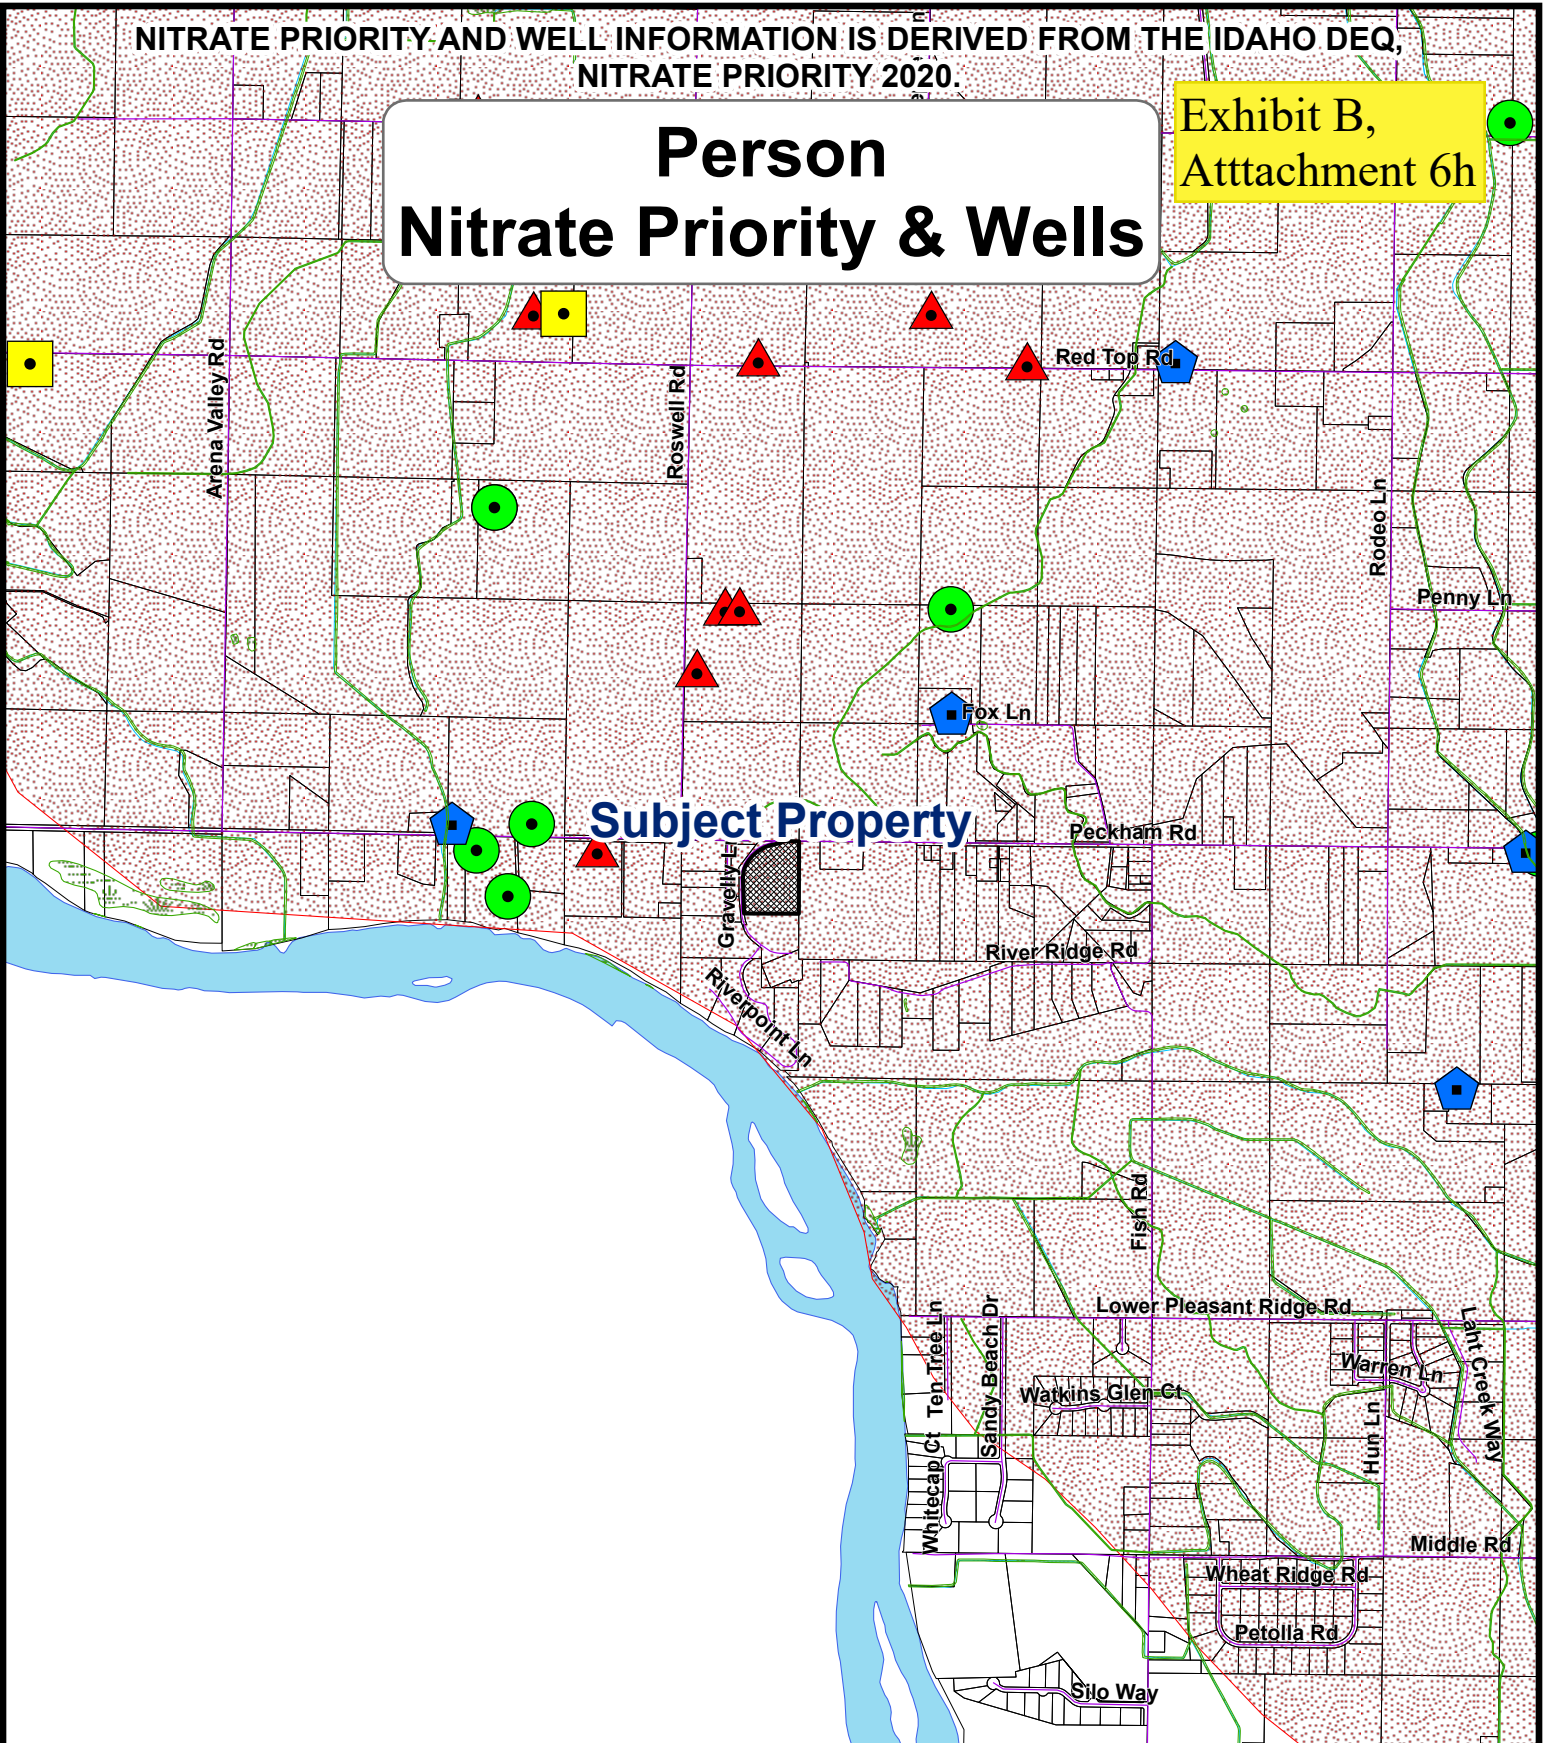 NITRATE PRIORITY AND WELL INFORMATION IS DERIVED FROM THE IDAHO DEQ,
NITRATE PRIORITY 2020.
Person
Nitrate Priority & Wells
Exhibit B,
Atttachment 6h
Red Top Rd
Arena Valley Rd
Roswell Rd
Rodeo Ln
Penny Ln
Fox Ln
Subject Property
Peckham Rd
Gravelly
River Ridge Rd
Riverpoint Ln
Fish Rd
Lower Pleasant Ridge Rd
Ten Tree Ln
Sandy Beach Dr
Laht Creek Way
Warren Ln
Watkins Glen Ct
Hun Ln
Whitecap Ct
Middle Rd
Wheat Ridge Rd
Petolla Rd
Silo Way